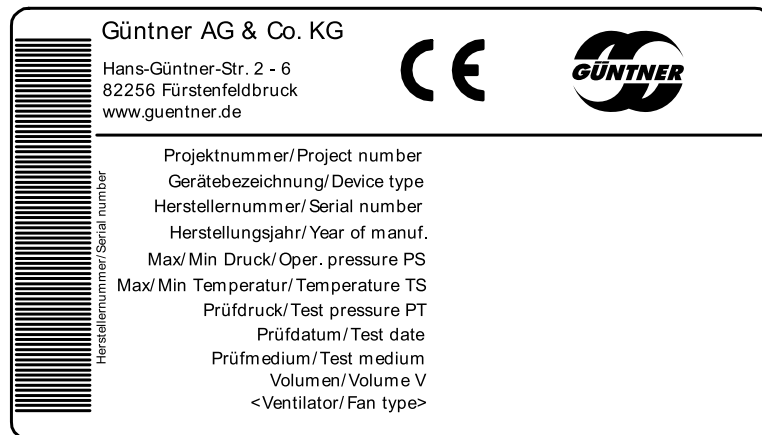 Güntner AG & Co. KG
Hans-Güntner-Str. 2 - 6
82256 Fürstenfeldbruck
www.guentner.de
CE
GÜNTNER
Herstellernummer/Serial number
Projektnummer/Project number
Gerätebezeichnung/Device type
Herstellernummer/Serial number
Herstellungsjahr/Year of manuf.
Max/Min Druck/Oper. pressure PS
Max/Min Temperatur/Temperature TS
Prüfdruck/Test pressure PT
Prüfdatum/Test date
Prüfmedium/Test medium
Volumen/Volume V
<Ventilator/Fan type>